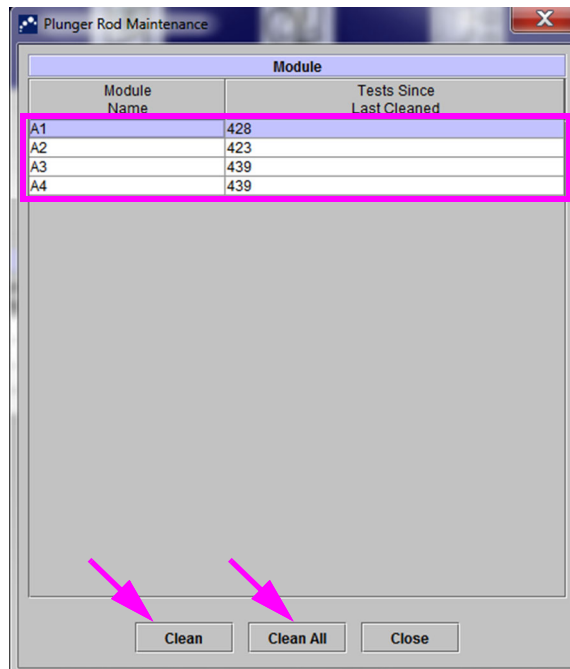 Plunger Rod Maintenance
X
Module
Module Name Tests Since Last Cleaned
A1 428
A2 423
A3 439
A4 439
Clean Clean All Close